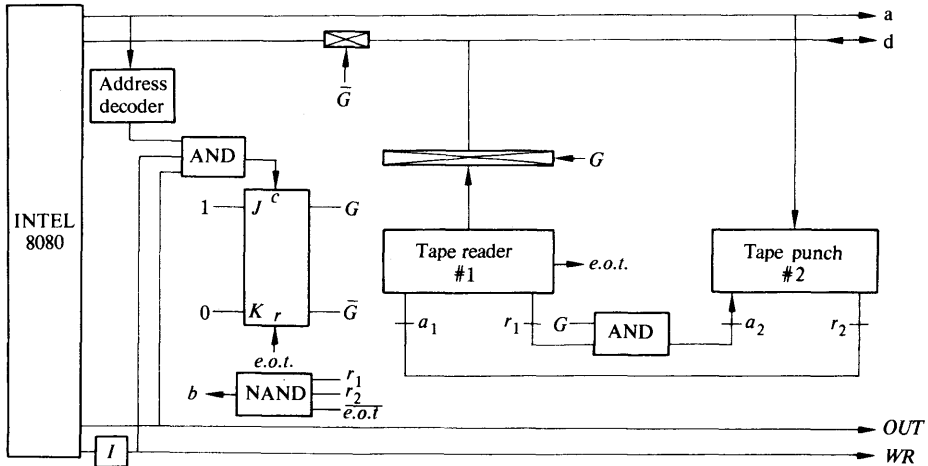 a
d
G̅
Address
decoder
AND
G
INTEL
8080
1
J
c
G
0
K
r
G̅
e.o.t.
Tape reader
#1
e.o.t.
Tape punch
#2
a₁
r₁
G
AND
a₂
r₂
b
NAND
r₁
r₂
e.o.t̅
OUT
I
WR